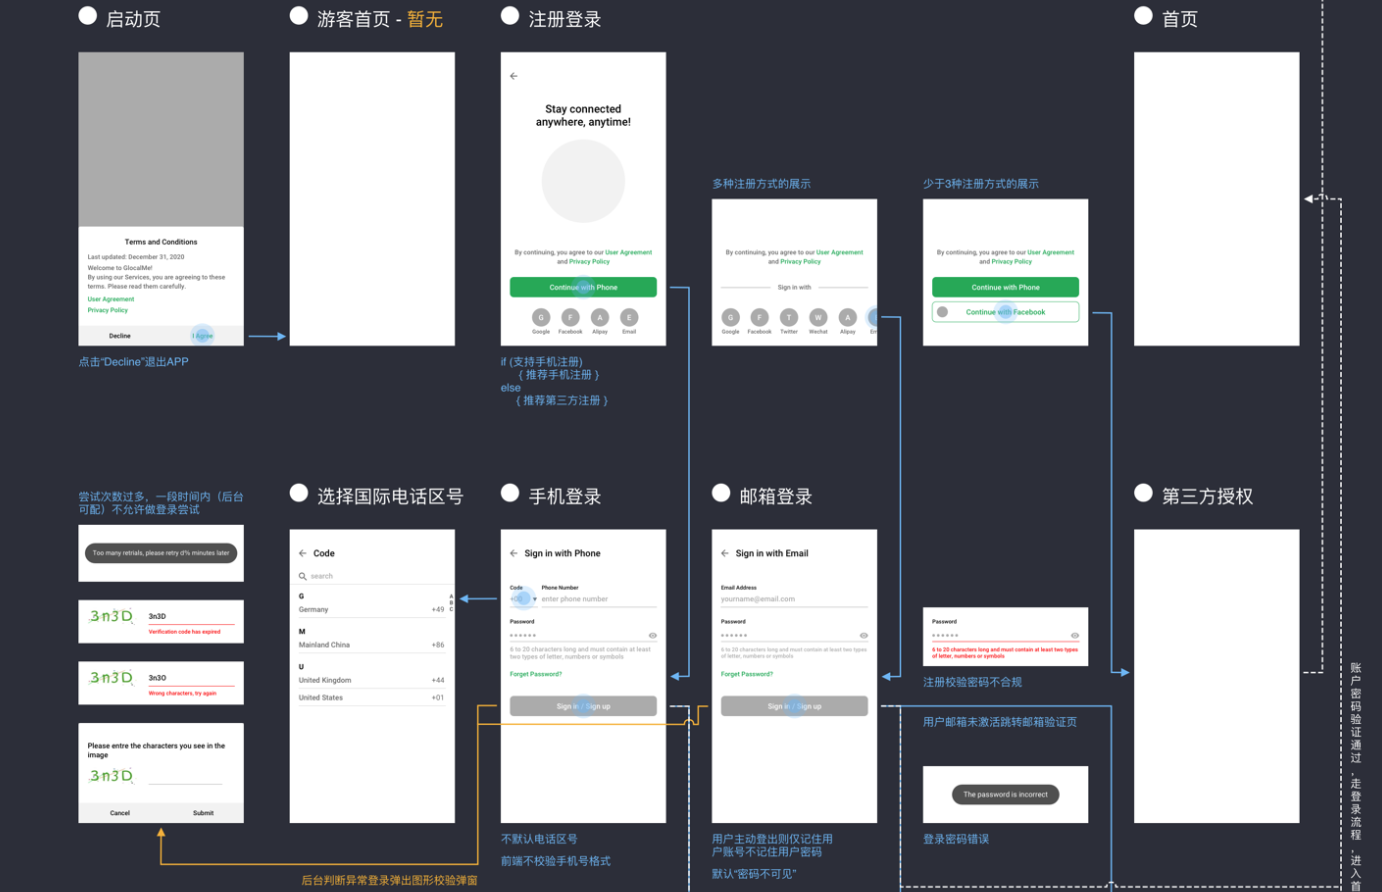 启动页
游客首页 - 暂无
注册登录
首页
Stay connected
anywhere, anytime!
By continuing, you agree to our User Agreement
and Privacy Policy
Continue with Phone
G
F
A
E
Google
Facebook
Alipay
Email
if (支持手机注册)
{ 推荐手机注册 }
else
{ 推荐第三方注册 }
Terms and Conditions
Last updated: December 31, 2020
Welcome to GlocalMe!
By using our Services, you are agreeing to these
terms. Please read them carefully.
User Agreement
Privacy Policy
Decline
I Agree
点击“Decline”退出APP
多种注册方式的展示
By continuing, you agree to our User Agreement
and Privacy Policy
Sign in with
G
F
T
W
A
Google
Facebook
Twitter
Wechat
Alipay
少于3种注册方式的展示
By continuing, you agree to our User Agreement
and Privacy Policy
Continue with Phone
Continue with Facebook
尝试次数过多，一段时间内（后台
可配）不允许做登录尝试
Too many retrials, please retry d% minutes later
3n3D
3n3D
Verification code has expired
3n3D
3n3O
Wrong characters, try again
Please entre the characters you see in the
image
3n3D
Cancel
Submit
选择国际电话区号
Code
search
G
Germany
+49
A
B
C
M
Mainland China
+86
U
United Kingdom
+44
United States
+01
手机登录
Sign in with Phone
Code
Phone Number
enter phone number
Password
6 to 20 characters long and must contain at least
two types of letter, numbers or symbols
Forget Password?
Sign in / Sign up
不默认电话区号
前端不校验手机号格式
后台判断异常登录弹出图形校验弹窗
邮箱登录
Sign in with Email
Email Address
yourname@email.com
Password
6 to 20 characters long and must contain at least two types
of letter, numbers or symbols
Forget Password?
Sign in / Sign up
用户主动登出则仅记住用
户账号不记住用户密码
默认“密码不可见”
Password
6 to 20 characters long and must contain at least two types
of letter, numbers or symbols
注册校验密码不合规
用户邮箱未激活跳转邮箱验证页
The password is incorrect
登录密码错误
第三方授权
账户密码验证通过，走登录流程，进入首